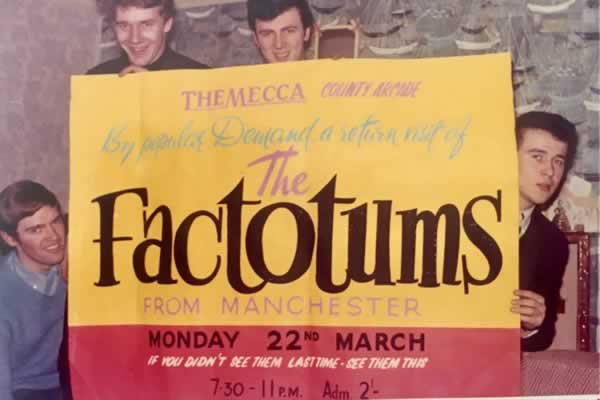 THE MECCA COUNTY ARCADE
By popular Demand a return visit of
The
Factotums
FROM MANCHESTER
MONDAY 22ND MARCH
IF YOU DIDN'T SEE THEM LAST TIME - SEE THEM THIS
7·30 - 11 P.M. Adm. 2'-